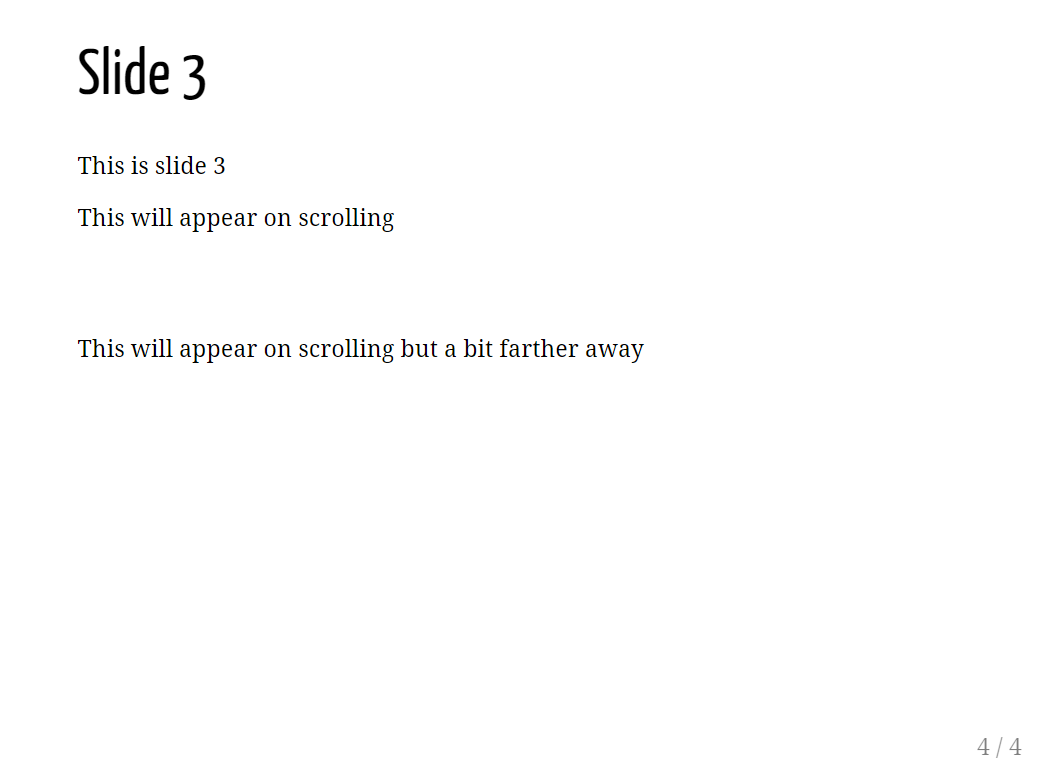 Slide 3
This is slide 3
This will appear on scrolling
This will appear on scrolling but a bit farther away
4 / 4